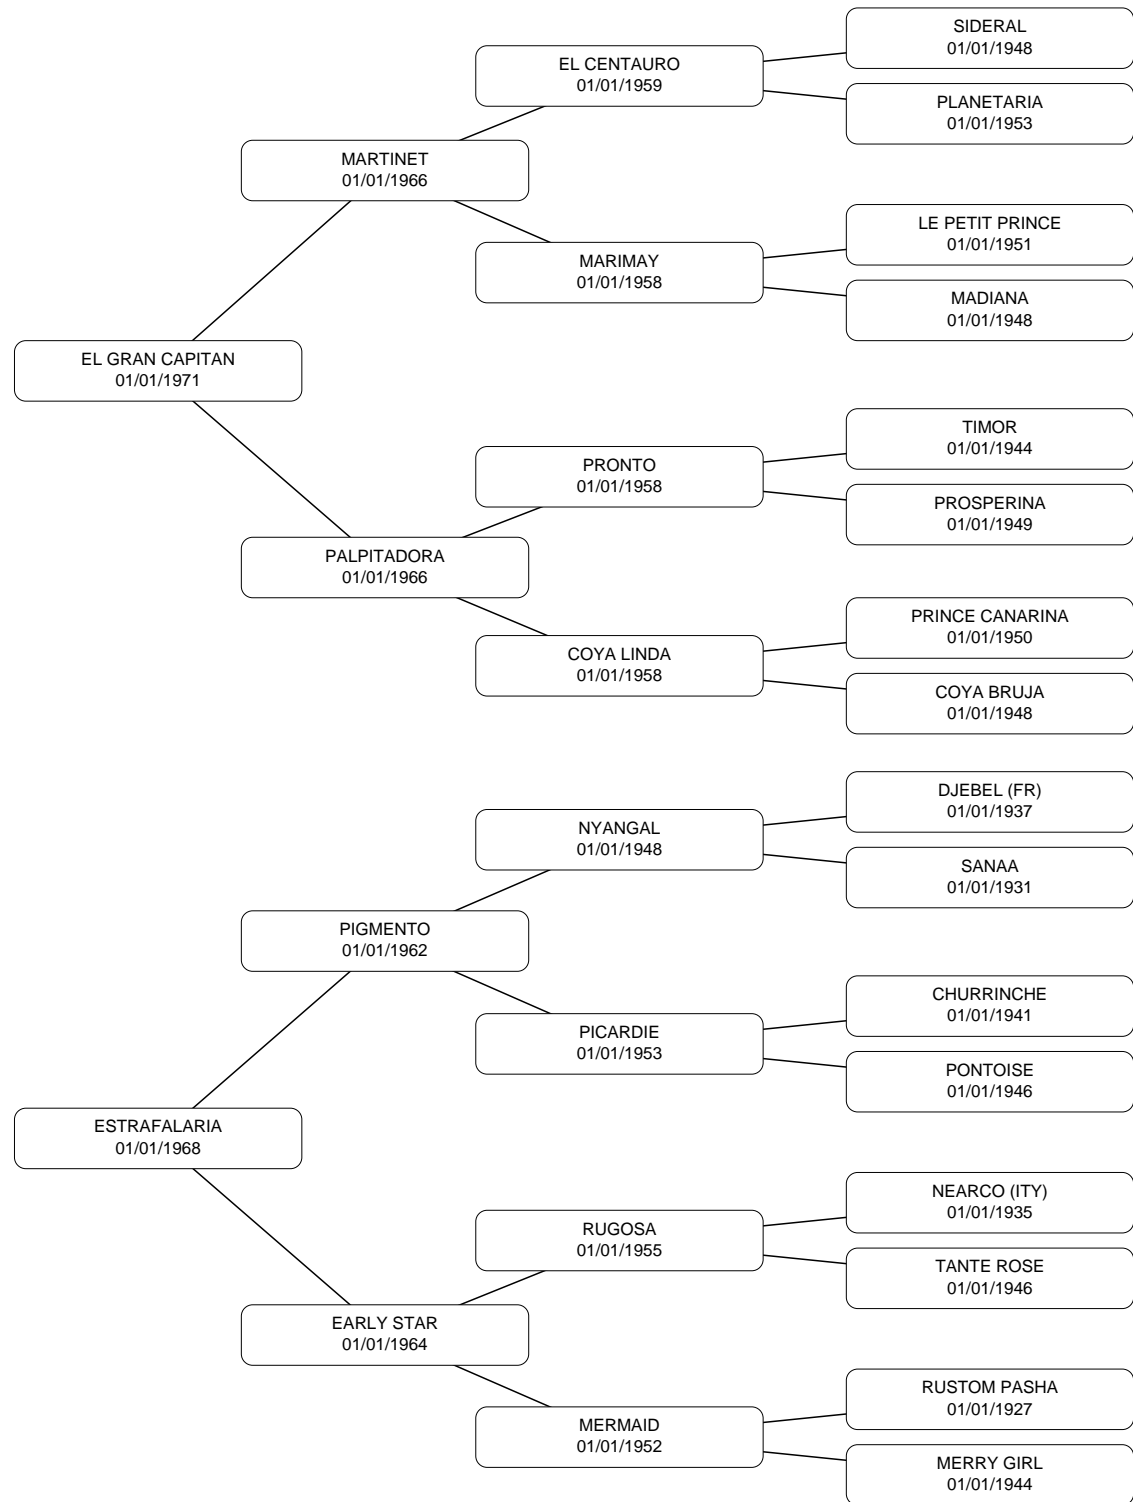 SIDERAL
01/01/1948
EL CENTAURO
01/01/1959
PLANETARIA
01/01/1953
MARTINET
01/01/1966
LE PETIT PRINCE
01/01/1951
MARIMAY
01/01/1958
MADIANA
01/01/1948
EL GRAN CAPITAN
01/01/1971
TIMOR
01/01/1944
PRONTO
01/01/1958
PROSPERINA
01/01/1949
PALPITADORA
01/01/1966
PRINCE CANARINA
01/01/1950
COYA LINDA
01/01/1958
COYA BRUJA
01/01/1948
DJEBEL (FR)
01/01/1937
NYANGAL
01/01/1948
SANAA
01/01/1931
PIGMENTO
01/01/1962
CHURRINCHE
01/01/1941
PICARDIE
01/01/1953
PONTOISE
01/01/1946
ESTRAFALARIA
01/01/1968
NEARCO (ITY)
01/01/1935
RUGOSA
01/01/1955
TANTE ROSE
01/01/1946
EARLY STAR
01/01/1964
RUSTOM PASHA
01/01/1927
MERMAID
01/01/1952
MERRY GIRL
01/01/1944